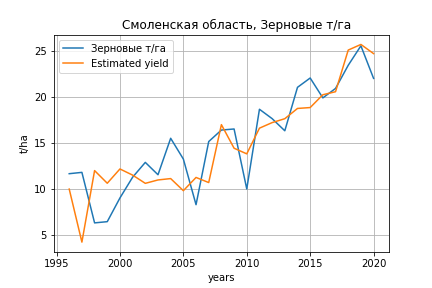 Смоленская область, Зерновые т/га
Зерновые т/га
Estimated yield
25
20
15
10
5
t/ha
1995
2000
2005
2010
2015
2020
years